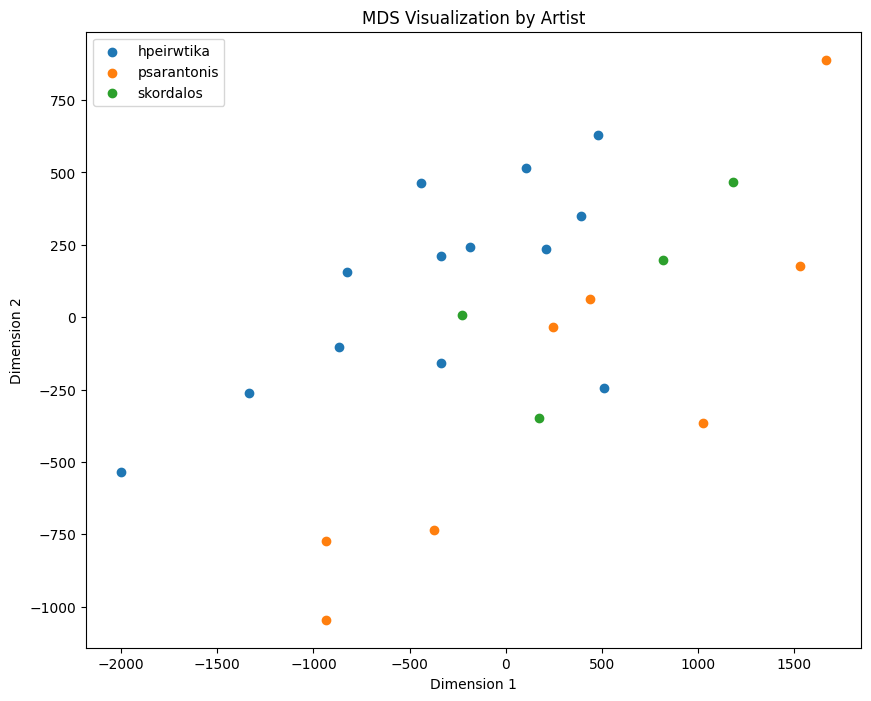 MDS Visualization by Artist
hpeirwtika
psarantonis
skordalos
750
500
250
0
−250
−500
−750
−1000
Dimension 2
−2000
−1500
−1000
−500
0
500
1000
1500
Dimension 1